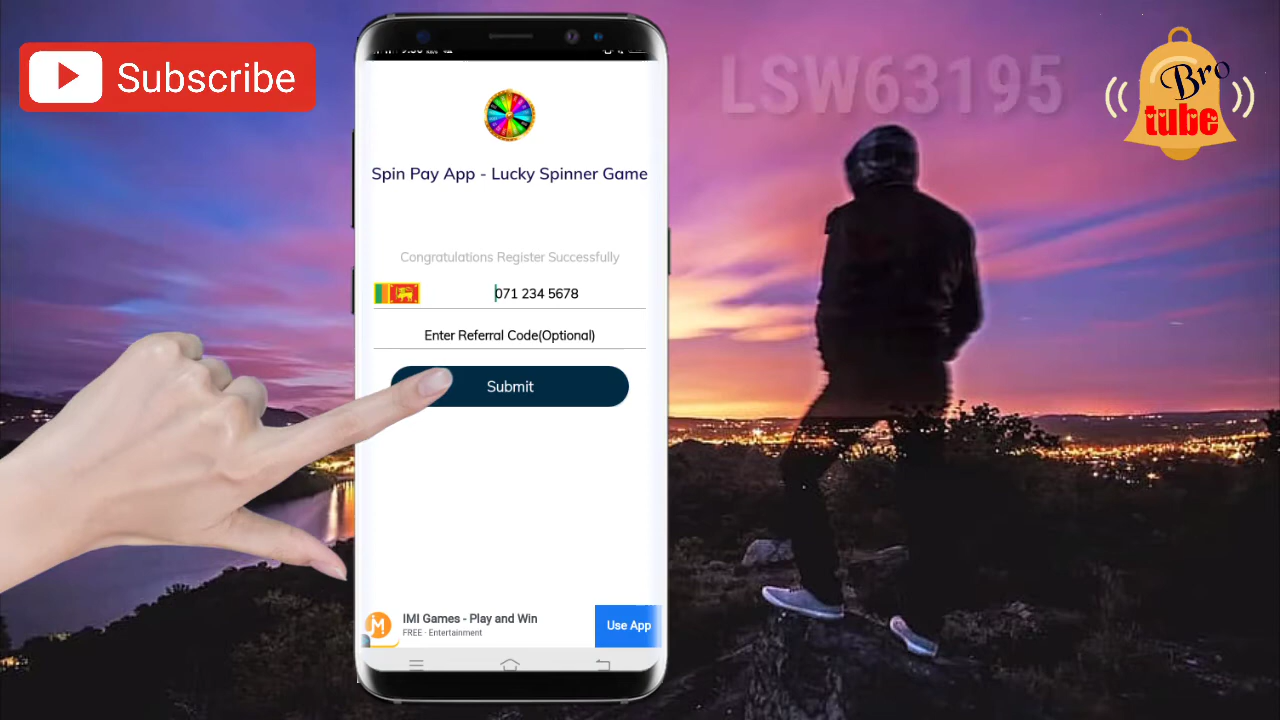 Subscribe
LSW63195
Bro
tube
Spin Pay App - Lucky Spinner Game
Congratulations Register Successfully
071 234 5678
Enter Referral Code(Optional)
Submit
IMI Games - Play and Win
FREE · Entertainment
Use App